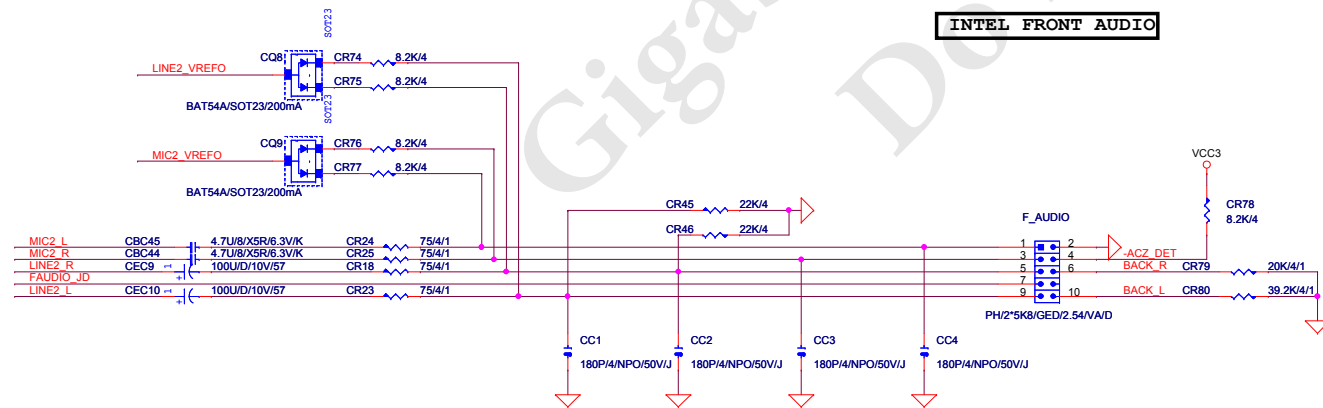 INTEL FRONT AUDIO
SOT23
CQ8
CR74 8.2K/4
LINE2_VREFO
CR75 8.2K/4
BAT54A/SOT23/200mA
SOT23
CQ9
CR76 8.2K/4
MIC2_VREFO
CR77 8.2K/4
BAT54A/SOT23/200mA
VCC3
CR45 22K/4
CR46 22K/4
CR78
8.2K/4
F_AUDIO
MIC2_L CBC45 4.7U/8/X5R/6.3V/K CR24 75/4/1 1 2
MIC2_R CBC44 4.7U/8/X5R/6.3V/K CR25 75/4/1 3 4 -ACZ_DET
LINE2_R CEC9 1 + 100U/D/10V/57 CR18 75/4/1 5 6 BACK_R CR79 20K/4/1
FAUDIO_JD 7
LINE2_L CEC10 1 + 100U/D/10V/57 CR23 75/4/1 9 10 BACK_L CR80 39.2K/4/1
PH/2*5K8/GED/2.54/VA/D
CC1 CC2 CC3 CC4
180P/4/NPO/50V/J 180P/4/NPO/50V/J 180P/4/NPO/50V/J 180P/4/NPO/50V/J
Giga
Do